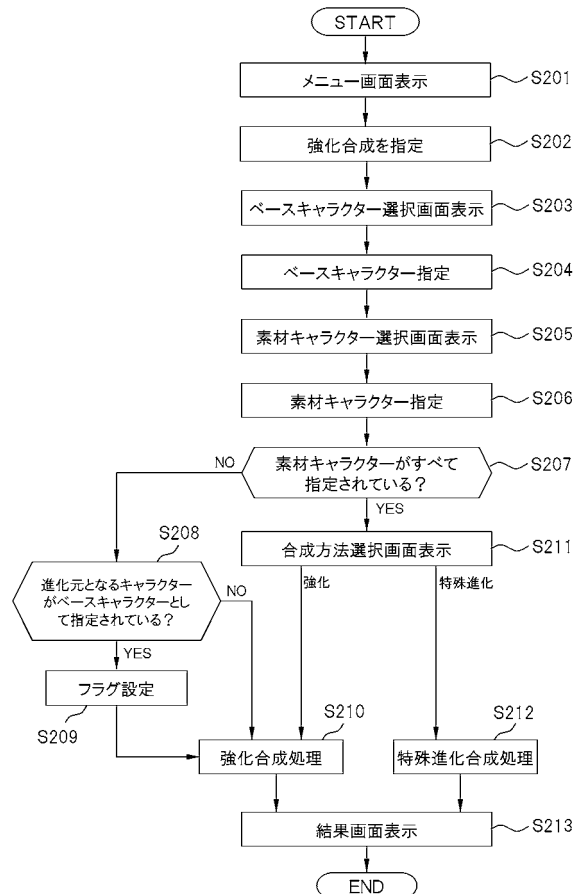 START
メニュー画面表示
S201
強化合成を指定
S202
ベースキャラクター選択画面表示
S203
ベースキャラクター指定
S204
素材キャラクター選択画面表示
S205
素材キャラクター指定
S206
素材キャラクターがすべて
指定されている?
S207
NO
YES
S208
進化元となるキャラクター
がベースキャラクターとし
て指定されている?
NO
YES
合成方法選択画面表示
S211
強化
特殊進化
フラグ設定
S209
S210
強化合成処理
S212
特殊進化合成処理
結果画面表示
S213
END